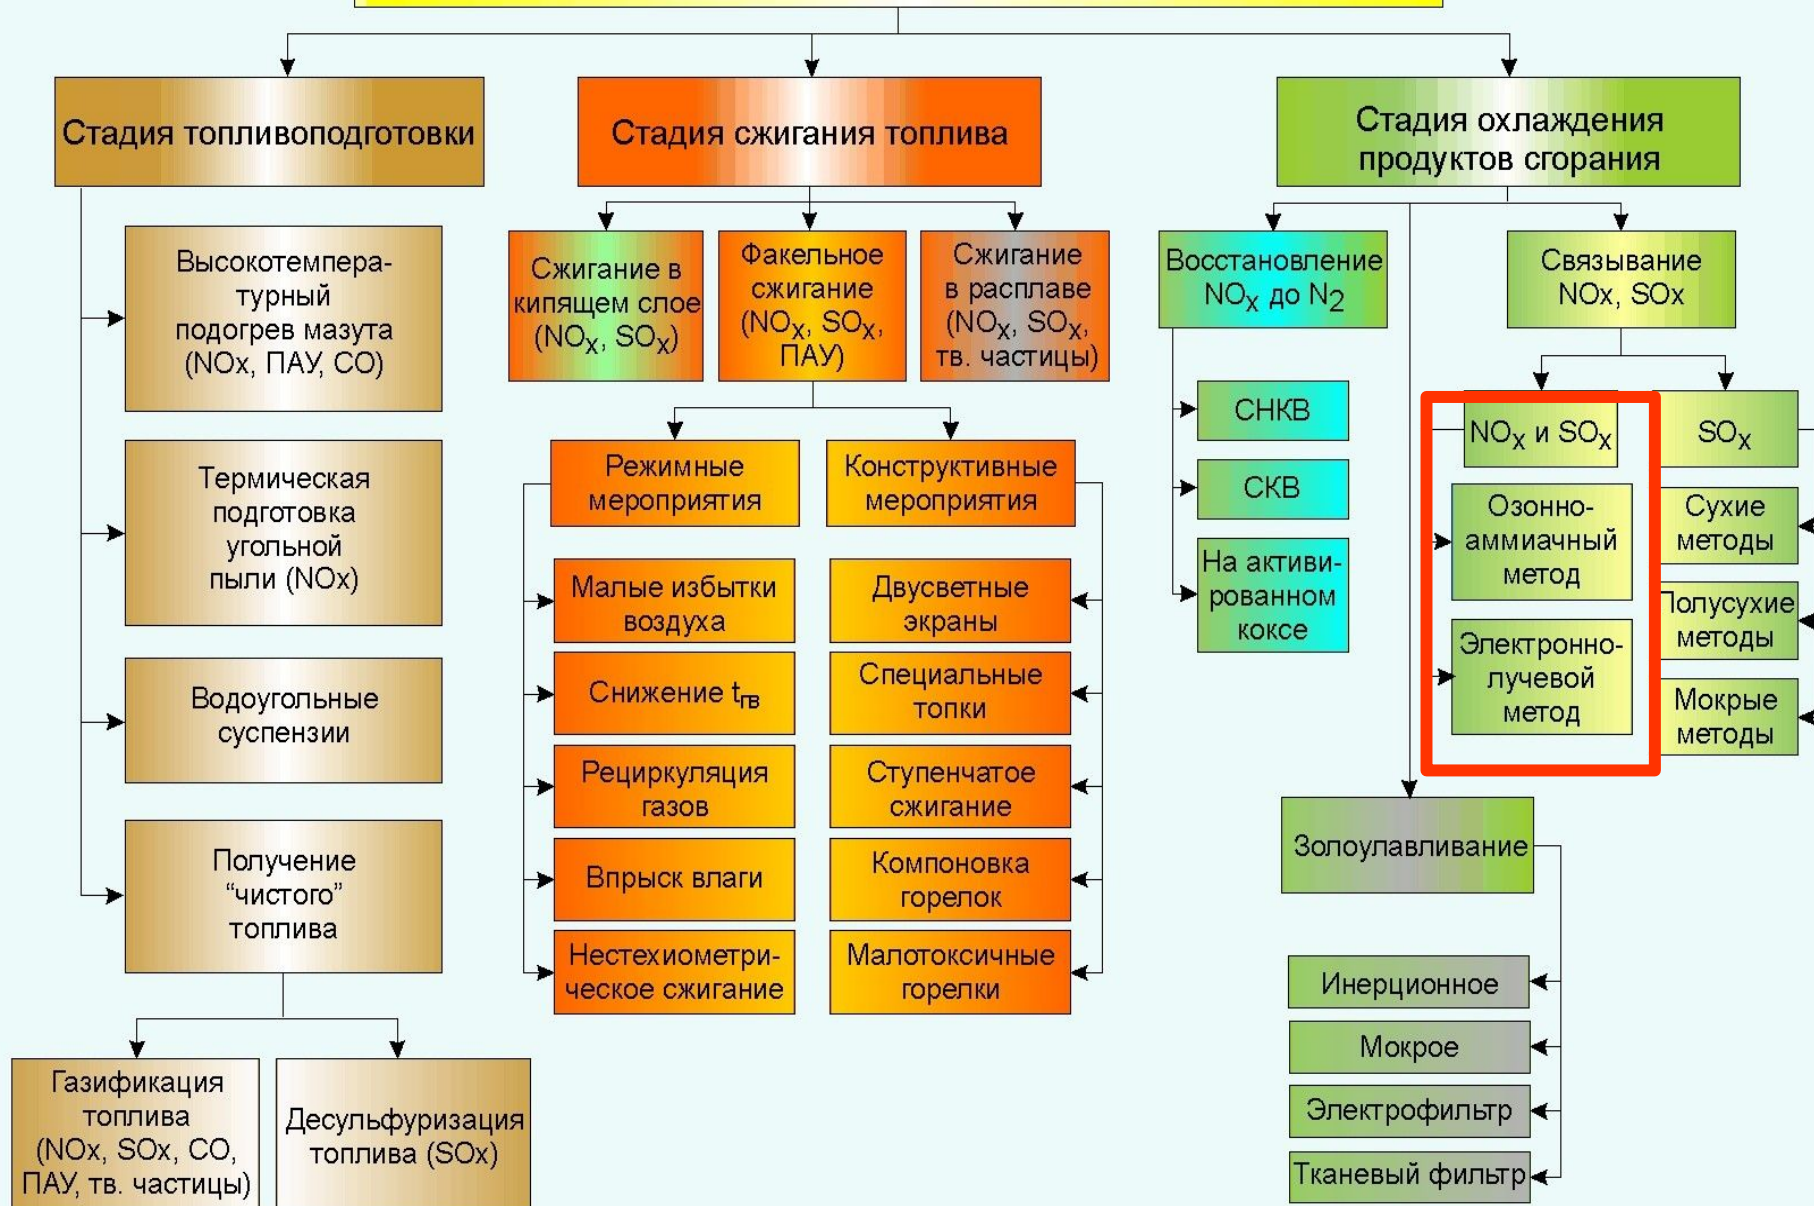 Стадия топливоподготовки
Высокотемпера-
турный
подогрев мазута
(NOx, ПАУ, CO)
Термическая
подготовка
угольной
пыли (NOx)
Водоугольные
суспензии
Получение
“чистого”
топлива
Газификация
топлива
(NOx, SOx, CO,
ПАУ, тв. частицы)
Десульфуризация
топлива (SOx)
Стадия сжигания топлива
Сжигание в
кипящем слое
(NOX, SOX)
Факельное
сжигание
(NOX, SOX,
ПАУ)
Сжигание
в расплаве
(NOX, SOX,
тв. частицы)
Режимные
мероприятия
Малые избытки
воздуха
Снижение tгв
Рециркуляция
газов
Впрыск влаги
Нестехиометри-
ческое сжигание
Конструктивные
мероприятия
Двусветные
экраны
Специальные
топки
Ступенчатое
сжигание
Компоновка
горелок
Малотоксичные
горелки
Стадия охлаждения
продуктов сгорания
Восстановление
NOX до N2
СНКВ
СКВ
На активи-
рованном
коксе
Связывание
NOx, SOx
NOX и SOX
Озонно-
аммиачный
метод
Электронно-
лучевой
метод
SOX
Сухие
методы
Полусухие
методы
Мокрые
методы
Золоулавливание
Инерционное
Мокрое
Электрофильтр
Тканевый фильтр